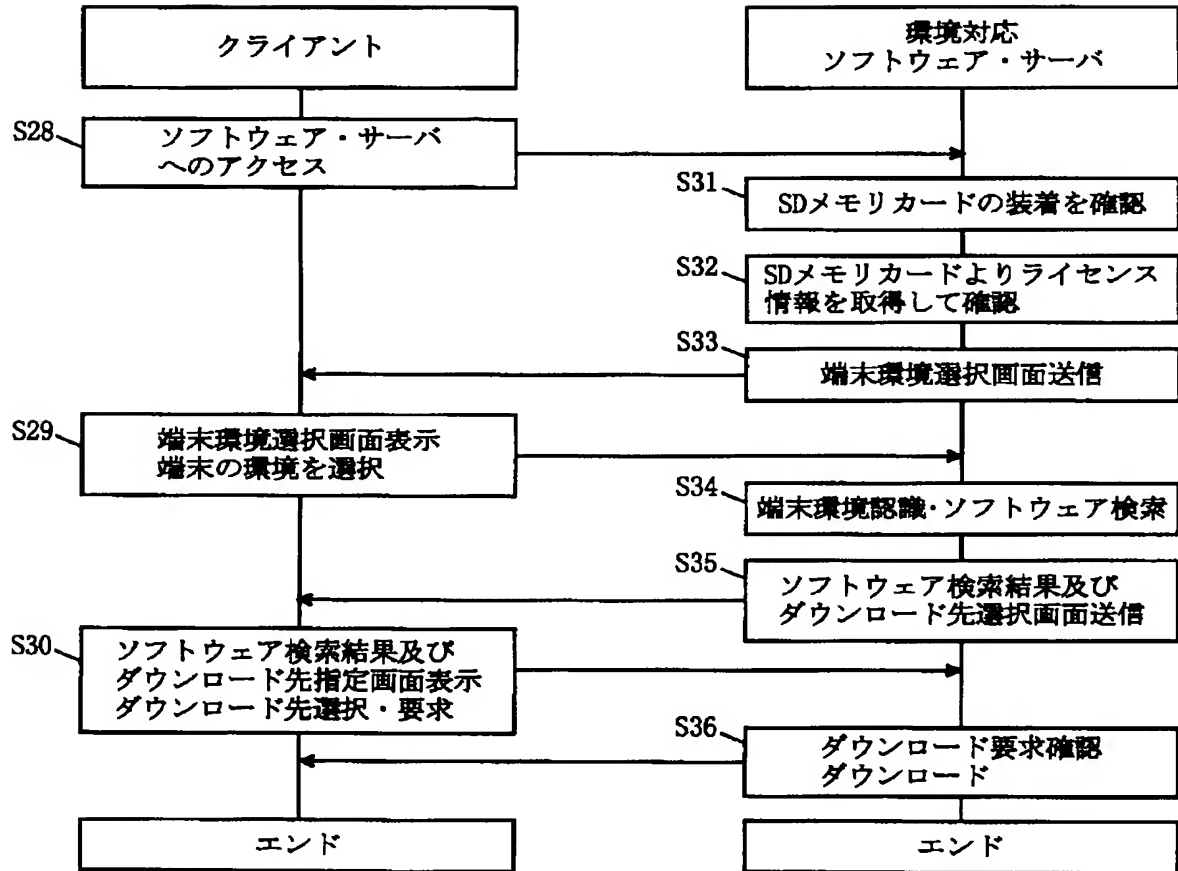 クライアント
環境対応
ソフトウェア・サーバ
S28
ソフトウェア・サーバ
へのアクセス
S31
SDメモリカードの装着を確認
S32
SDメモリカードよりライセンス
情報を取得して確認
S33
端末環境選択画面送信
S29
端末環境選択画面表示
端末の環境を選択
S34
端末環境認識・ソフトウェア検索
S35
ソフトウェア検索結果及び
ダウンロード先選択画面送信
S30
ソフトウェア検索結果及び
ダウンロード先指定画面表示
ダウンロード先選択・要求
S36
ダウンロード要求確認
ダウンロード
エンド
エンド